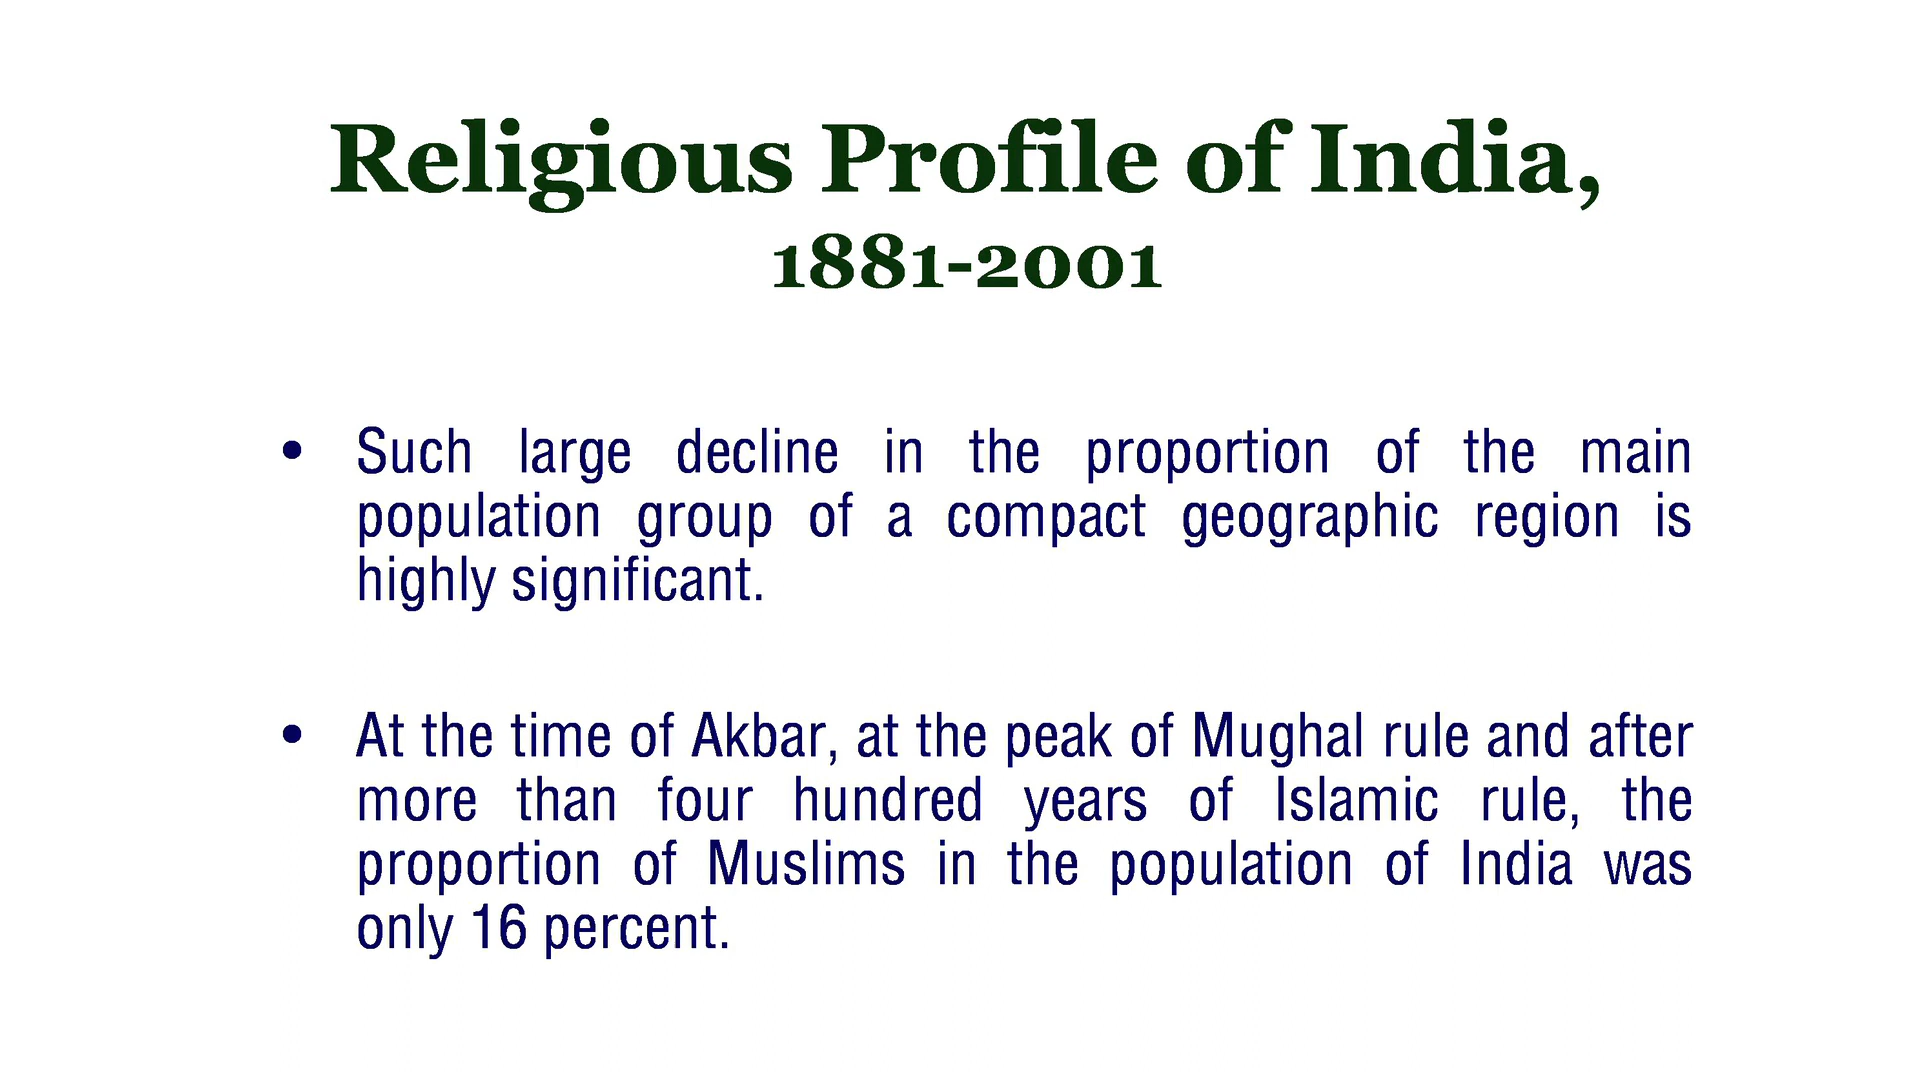 Religious Profile of India,
1881-2001
• Such large decline in the proportion of the main
population group of a compact geographic region is
highly significant.
• At the time of Akbar, at the peak of Mughal rule and after
more than four hundred years of Islamic rule, the
proportion of Muslims in the population of India was
only 16 percent.